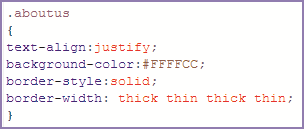 .aboutus
{
text-align:justify;
background-color:#FFFFCC;
border-style:solid;
border-width: thick thin thick thin;
}